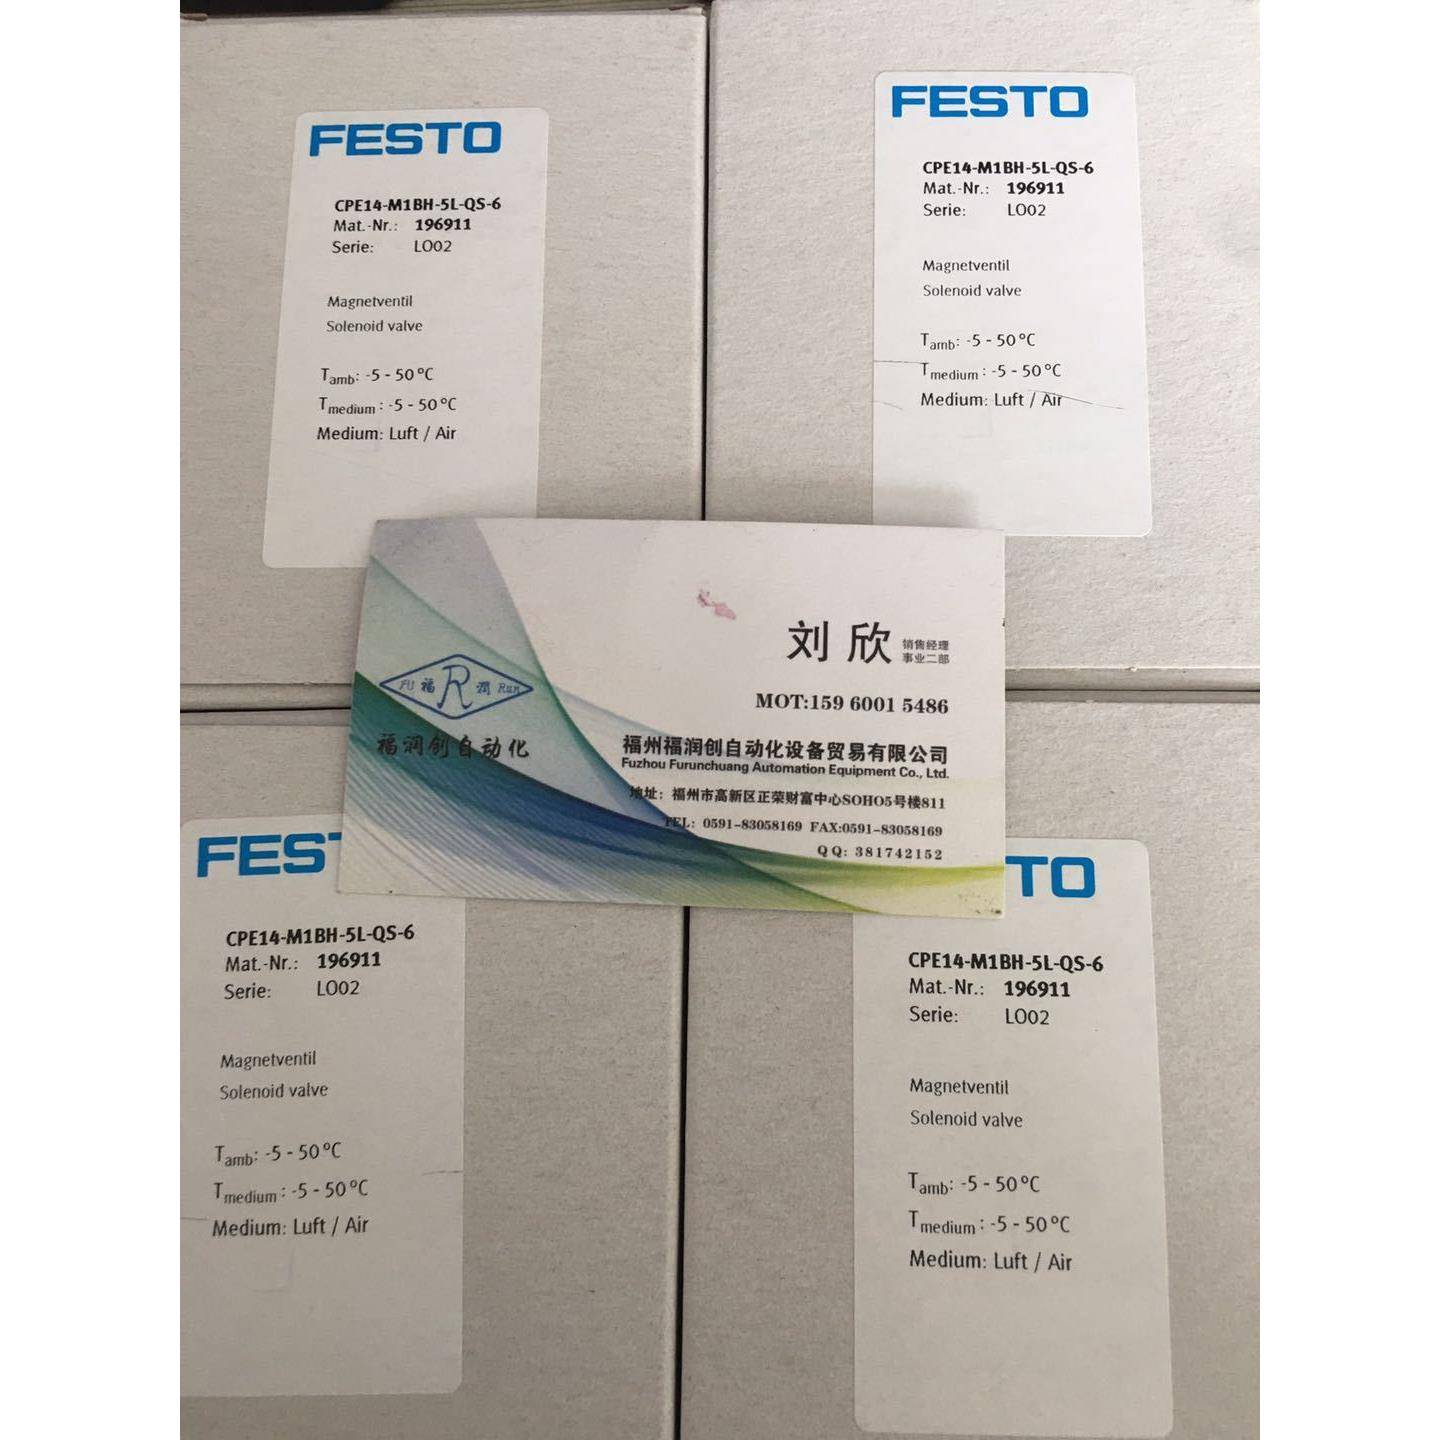 FESTO
CPE14-M1BH-5L-QS-6
Mat.-Nr.: 196911
Serie: LO02
Magnetventil
Solenoid valve
Tamb: -5 - 50 °C
Tmedium : -5 - 50 °C
Medium: Luft / Air
FESTO
CPE14-M1BH-5L-QS-6
Mat.-Nr.: 196911
Serie: LO02
Magnetventil
Solenoid valve
Tamb: -5 - 50 °C
Tmedium : -5 - 50 °C
Medium: Luft / Air
FU 福 R 潤 Run
福润创自动化
刘欣 销售经理
事业二部
MOT:159 6001 5486
福州福润创自动化设备贸易有限公司
Fuzhou Furunchuang Automation Equipment Co., Ltd.
地址：福州市高新区正荣财富中心SOHO5号楼811
TEL: 0591-83058169 FAX:0591-83058169
QQ: 381742152
FEST
CPE14-M1BH-5L-QS-6
Mat.-Nr.: 196911
Serie: LO02
Magnetventil
Solenoid valve
Tamb: -5 - 50 °C
Tmedium : -5 - 50 °C
Medium: Luft / Air
TO
CPE14-M1BH-5L-QS-6
Mat.-Nr.: 196911
Serie: LO02
Magnetventil
Solenoid valve
Tamb: -5 - 50 °C
Tmedium : -5 - 50 °C
Medium: Luft / Air